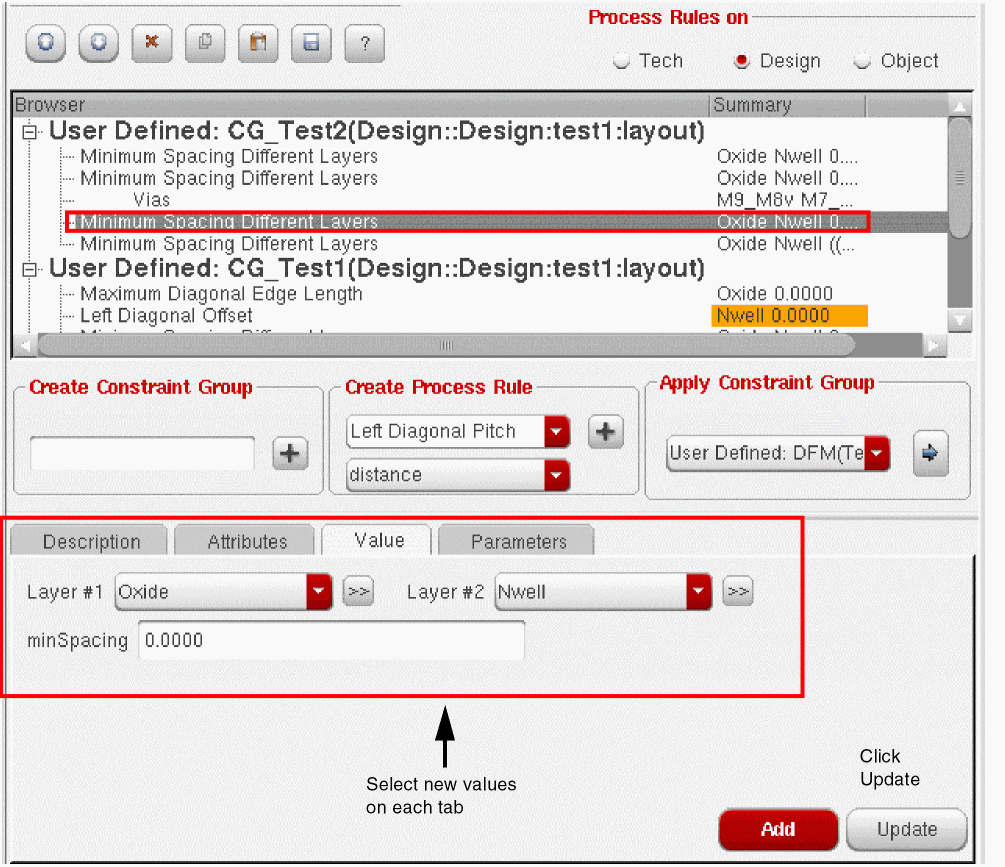 Process Rules on
?
Tech Design Object
Browser Summary
User Defined: CG_Test2(Design::Design:test1:layout)
Minimum Spacing Different Layers Oxide Nwell 0....
Minimum Spacing Different Layers Oxide Nwell 0....
Vias M9_M8v M7_...
Minimum Spacing Different Layers Oxide Nwell 0....
Minimum Spacing Different Layers Oxide Nwell ((...
User Defined: CG_Test1(Design::Design:test1:layout)
Maximum Diagonal Edge Length Oxide 0.0000
Left Diagonal Offset Nwell 0.0000
Create Constraint Group
Create Process Rule
Apply Constraint Group
Left Diagonal Pitch
distance
User Defined: DFM(Te
Description Attributes Value Parameters
Layer #1 Oxide >> Layer #2 Nwell >>
minSpacing 0.0000
Select new values
on each tab
Click
Update
Add Update